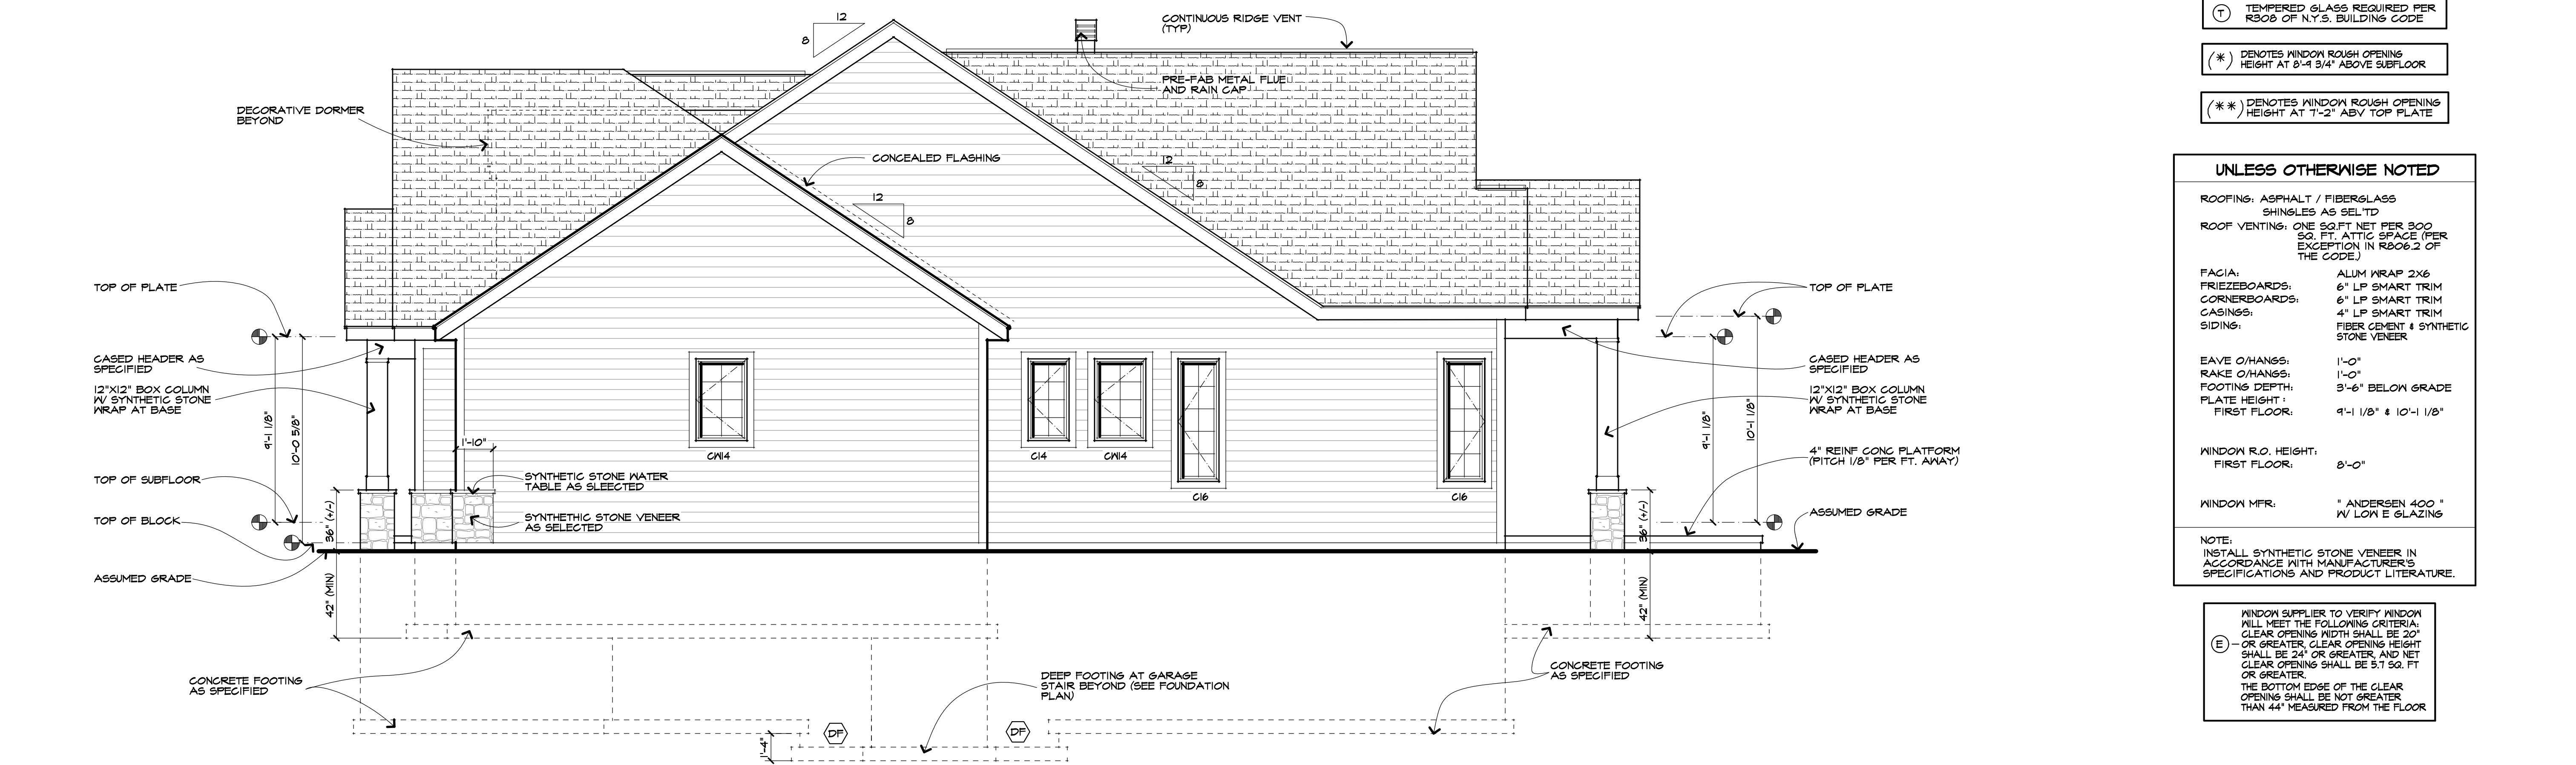 12
8
CONTINUOUS RIDGE VENT
(TYP)
PRE-FAB METAL FLUE
AND RAIN CAP
DECORATIVE DORMER
BEYOND
CONCEALED FLASHING
12
8
12
8
TOP OF PLATE
CASED HEADER AS
SPECIFIED
12"X12" BOX COLUMN
W/ SYNTHETIC STONE
WRAP AT BASE
9'-1 1/8"
10'-0 5/8"
TOP OF SUBFLOOR
TOP OF BLOCK
ASSUMED GRADE
36" (+/-)
42" (MIN)
1'-10"
SYNTHETIC STONE WATER
TABLE AS SLEECTED
SYNTHETHIC STONE VENEER
AS SELECTED
CW14
C14
CW14
C16
C16
TOP OF PLATE
CASED HEADER AS
SPECIFIED
12"X12" BOX COLUMN
W/ SYNTHETIC STONE
WRAP AT BASE
9'-1 1/8"
10'-1 1/8"
4" REINF CONC PLATFORM
(PITCH 1/8" PER FT. AWAY)
ASSUMED GRADE
36" (+/-)
42" (MIN)
CONCRETE FOOTING
AS SPECIFIED
DEEP FOOTING AT GARAGE
STAIR BEYOND (SEE FOUNDATION
PLAN)
CONCRETE FOOTING
AS SPECIFIED
DF
DF
1'-4"
T
TEMPERED GLASS REQUIRED PER
R308 OF N.Y.S. BUILDING CODE
(*) DENOTES WINDOW ROUGH OPENING
HEIGHT AT 8'-9 3/4" ABOVE SUBFLOOR
(**) DENOTES WINDOW ROUGH OPENING
HEIGHT AT 7'-2" ABV TOP PLATE
UNLESS OTHERWISE NOTED
ROOFING: ASPHALT / FIBERGLASS
SHINGLES AS SEL'TD
ROOF VENTING: ONE SQ.FT NET PER 300
SQ. FT. ATTIC SPACE (PER
EXCEPTION IN R806.2 OF
THE CODE.)
FACIA: ALUM WRAP 2X6
FRIEZEBOARDS: 6" LP SMART TRIM
CORNERBOARDS: 6" LP SMART TRIM
CASINGS: 4" LP SMART TRIM
SIDING: FIBER CEMENT & SYNTHETIC
STONE VENEER
EAVE O/HANGS: 1'-0"
RAKE O/HANGS: 1'-0"
FOOTING DEPTH: 3'-6" BELOW GRADE
PLATE HEIGHT :
FIRST FLOOR: 9'-1 1/8" & 10'-1 1/8"
WINDOW R.O. HEIGHT:
FIRST FLOOR: 8'-0"
WINDOW MFR: " ANDERSEN 400 "
W/ LOW E GLAZING
NOTE:
INSTALL SYNTHETIC STONE VENEER IN
ACCORDANCE WITH MANUFACTURER'S
SPECIFICATIONS AND PRODUCT LITERATURE.
E
WINDOW SUPPLIER TO VERIFY WINDOW
WILL MEET THE FOLLOWING CRITERIA:
CLEAR OPENING WIDTH SHALL BE 20"
OR GREATER, CLEAR OPENING HEIGHT
SHALL BE 24" OR GREATER, AND NET
CLEAR OPENING SHALL BE 5.7 SQ. FT
OR GREATER.
THE BOTTOM EDGE OF THE CLEAR
OPENING SHALL BE NOT GREATER
THAN 44" MEASURED FROM THE FLOOR